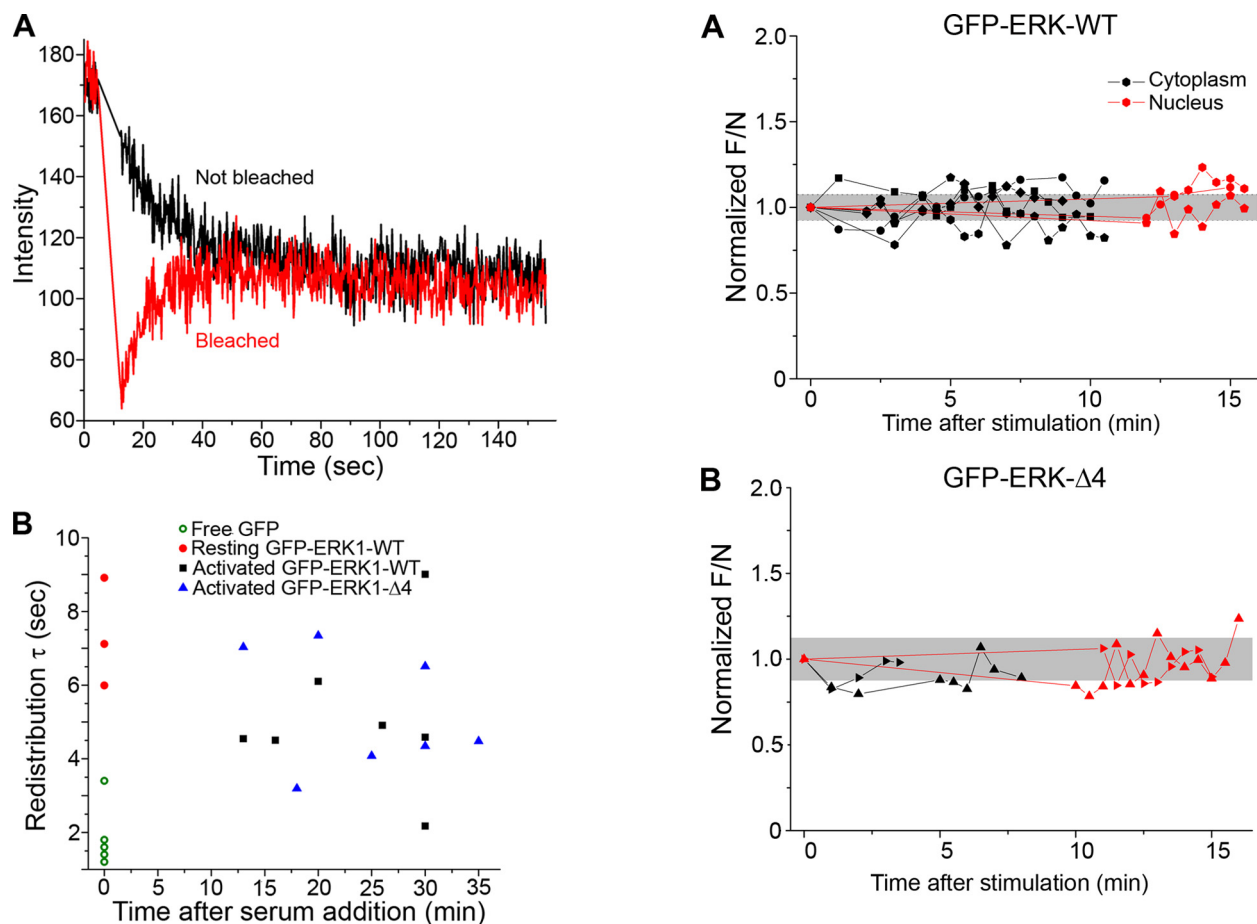 A
180
160
140
120
100
80
60
Intensity
Not bleached
Bleached
0 20 40 60 80 100 120 140
Time (sec)
B
Free GFP
Resting GFP-ERK1-WT
Activated GFP-ERK1-WT
Activated GFP-ERK1-Δ4
10
8
6
4
2
Redistribution τ (sec)
0 5 10 15 20 25 30 35
Time after serum addition (min)
A
GFP-ERK-WT
2.0
1.5
1.0
0.5
0
Normalized F/N
Cytoplasm
Nucleus
0 5 10 15
Time after stimulation (min)
B
GFP-ERK-Δ4
2.0
1.5
1.0
0.5
0
Normalized F/N
0 5 10 15
Time after stimulation (min)